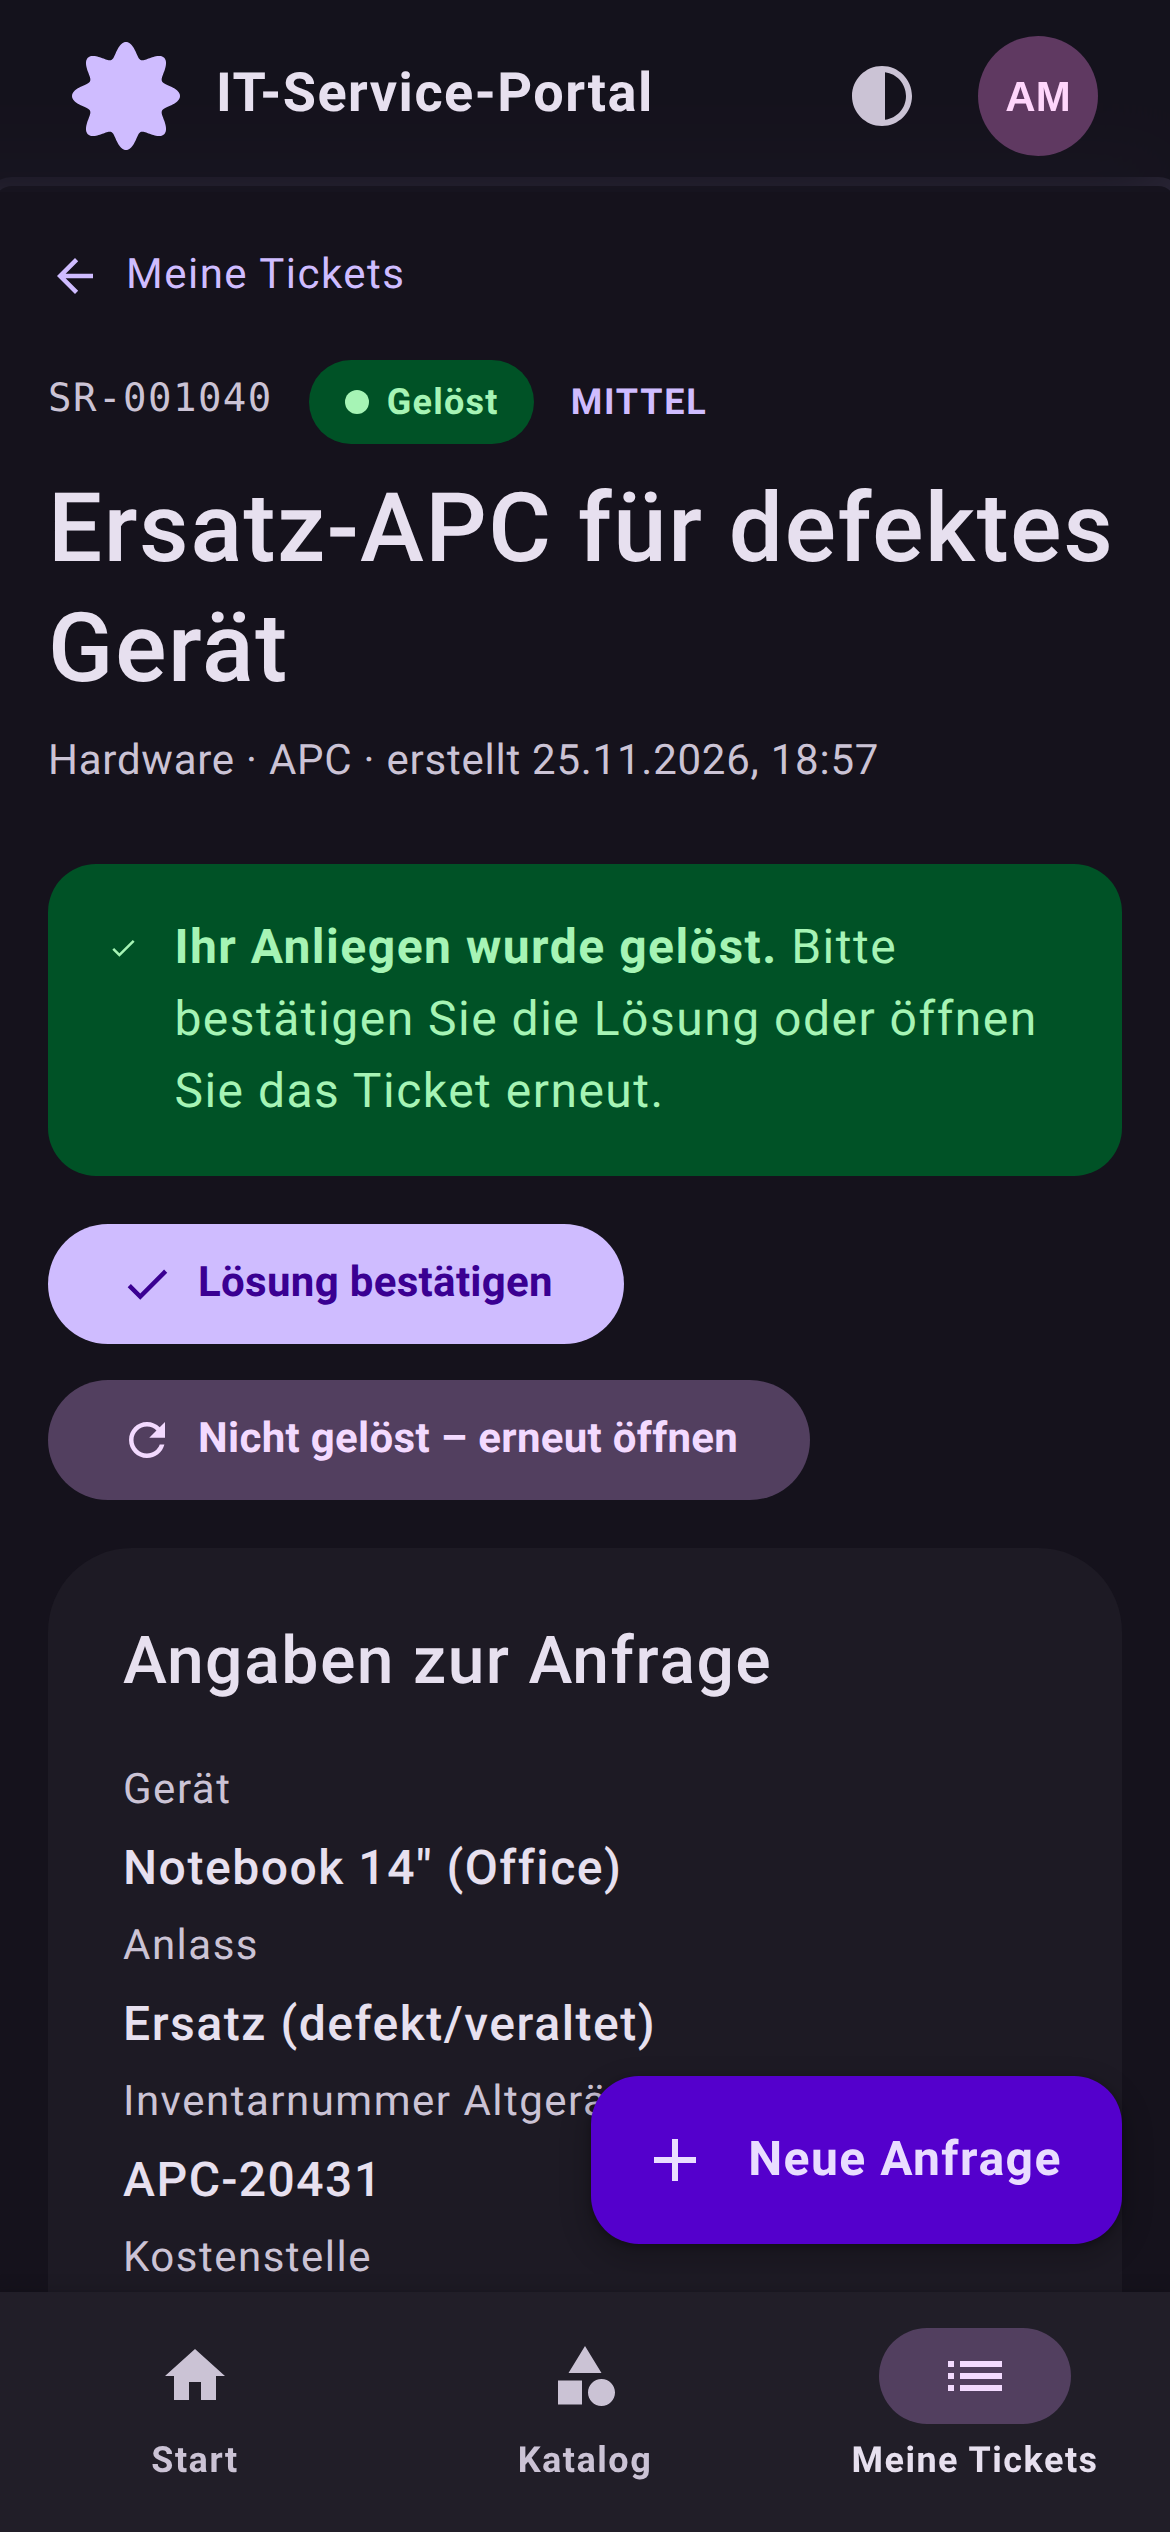 IT-Service-Portal
AM
Meine Tickets
SR-001040
Gelöst
MITTEL
Ersatz-APC für defektes
Gerät
Hardware · APC · erstellt 25.11.2026, 18:57
Ihr Anliegen wurde gelöst. Bitte
bestätigen Sie die Lösung oder öffnen
Sie das Ticket erneut.
Lösung bestätigen
Nicht gelöst – erneut öffnen
Angaben zur Anfrage
Gerät
Notebook 14" (Office)
Anlass
Ersatz (defekt/veraltet)
Inventarnummer
APC-20431
Neue Anfrage
Kostenstelle
Start
Katalog
Meine Tickets